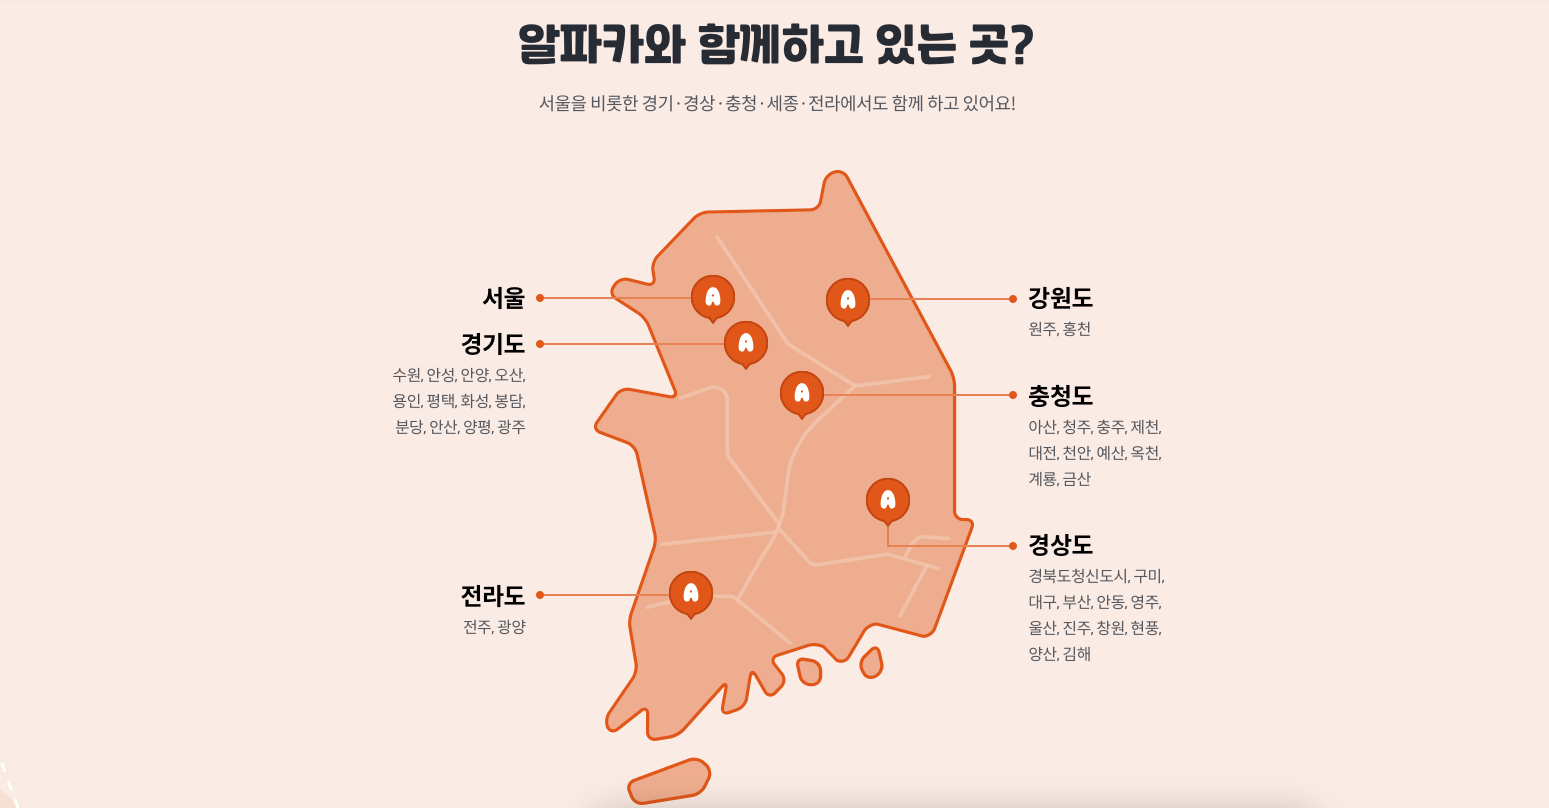 알파카와 함께하고 있는 곳?
서울을 비롯한 경기·경상·충청·세종·전라에서도 함께 하고 있어요!
서울
경기도
수원, 안성, 안양, 오산,
용인, 평택, 화성, 봉담,
분당, 안산, 양평, 광주
전라도
전주, 광양
강원도
원주, 홍천
충청도
아산, 청주, 충주, 제천,
대전, 천안, 예산, 옥천,
계룡, 금산
경상도
경북도청신도시, 구미,
대구, 부산, 안동, 영주,
울산, 진주, 창원, 현풍,
양산, 김해